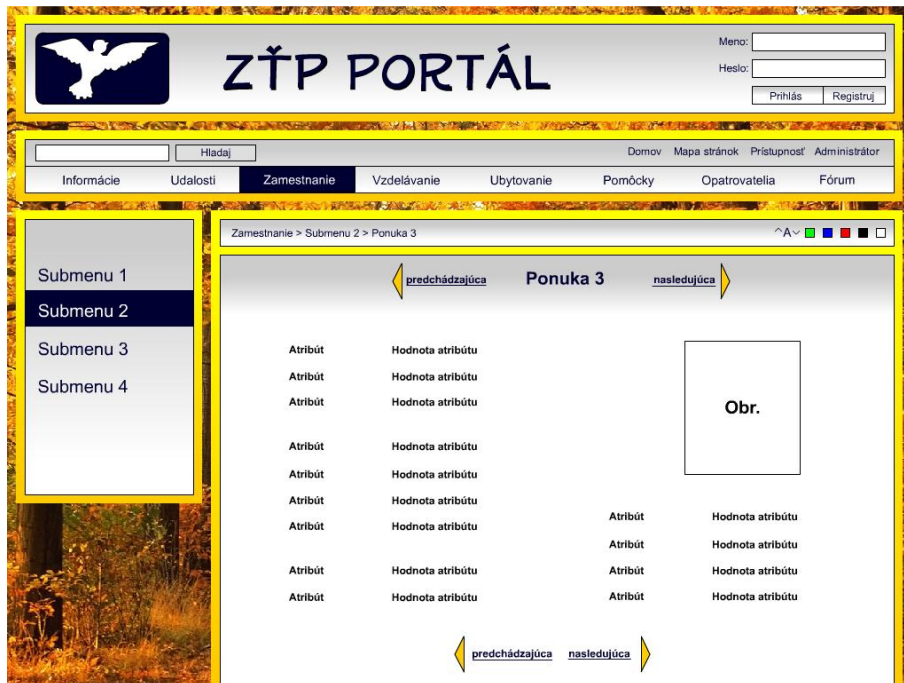 ZŤP PORTÁL
Meno:
Heslo:
Prihlás Registruj
Hladaj
Domov Mapa stránok Prístupnosť Administrátor
Informácie Udalosti Zamestnanie Vzdelávanie Ubytovanie Pomôcky Opatrovatelia Fórum
Submenu 1
Submenu 2
Submenu 3
Submenu 4
Zamestnanie > Submenu 2 > Ponuka 3
^A
predchádzajúca Ponuka 3 nasledujúca
Atribút Hodnota atribútu
Atribút Hodnota atribútu
Atribút Hodnota atribútu
Atribút Hodnota atribútu
Atribút Hodnota atribútu
Atribút Hodnota atribútu
Atribút Hodnota atribútu
Atribút Hodnota atribútu
Atribút Hodnota atribútu
Obr.
Atribút Hodnota atribútu
Atribút Hodnota atribútu
Atribút Hodnota atribútu
Atribút Hodnota atribútu
predchádzajúca nasledujúca